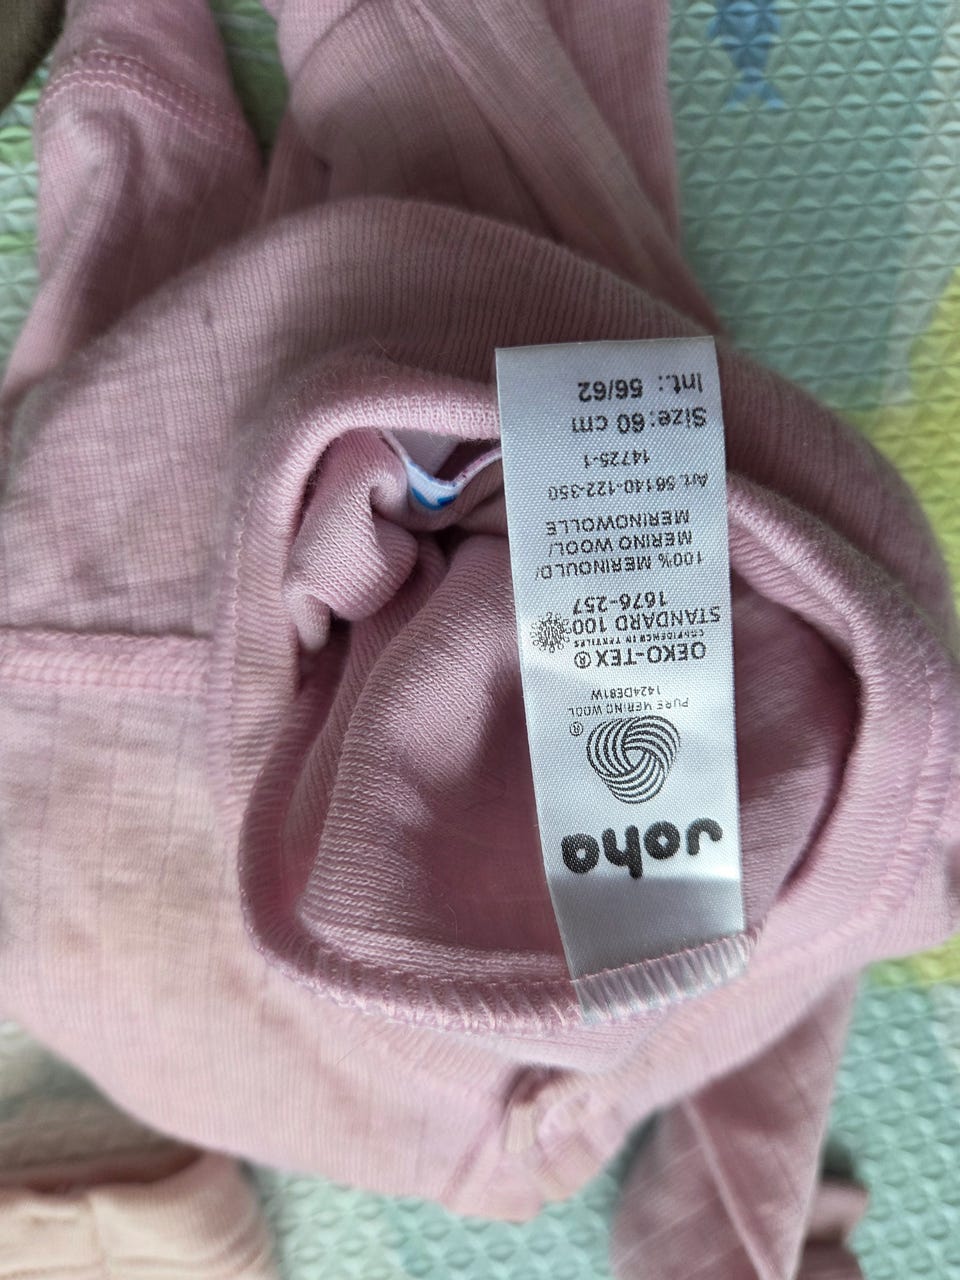 Joha
PURE MERINO WOOL
1424DE81W
®
OEKO-TEX®
CONFIDENCE IN TEXTILES
STANDARD 100
1676-257
100% MERINOULD/
MERINO WOOL/
MERINOWOLLE
Art. 56140-122-350
14725-1
Size: 60 cm
Int.: 56/62